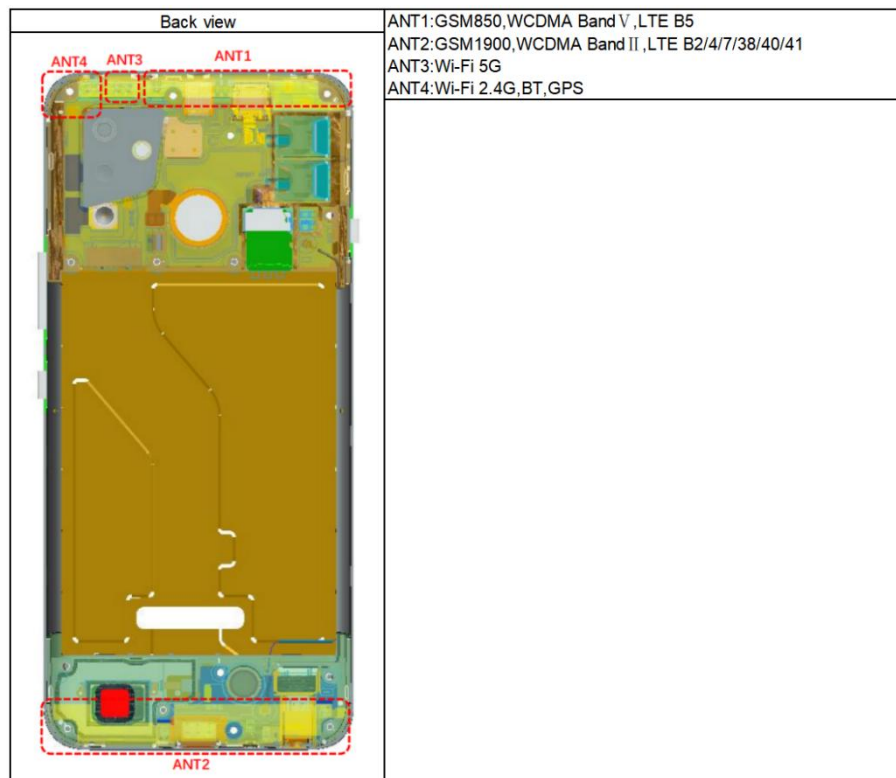 Back view
ANT1:GSM850,WCDMA Band Ⅴ,LTE B5
ANT2:GSM1900,WCDMA Band Ⅱ,LTE B2/4/7/38/40/41
ANT3:Wi-Fi 5G
ANT4:Wi-Fi 2.4G,BT,GPS
ANT4
ANT3
ANT1
ANT2